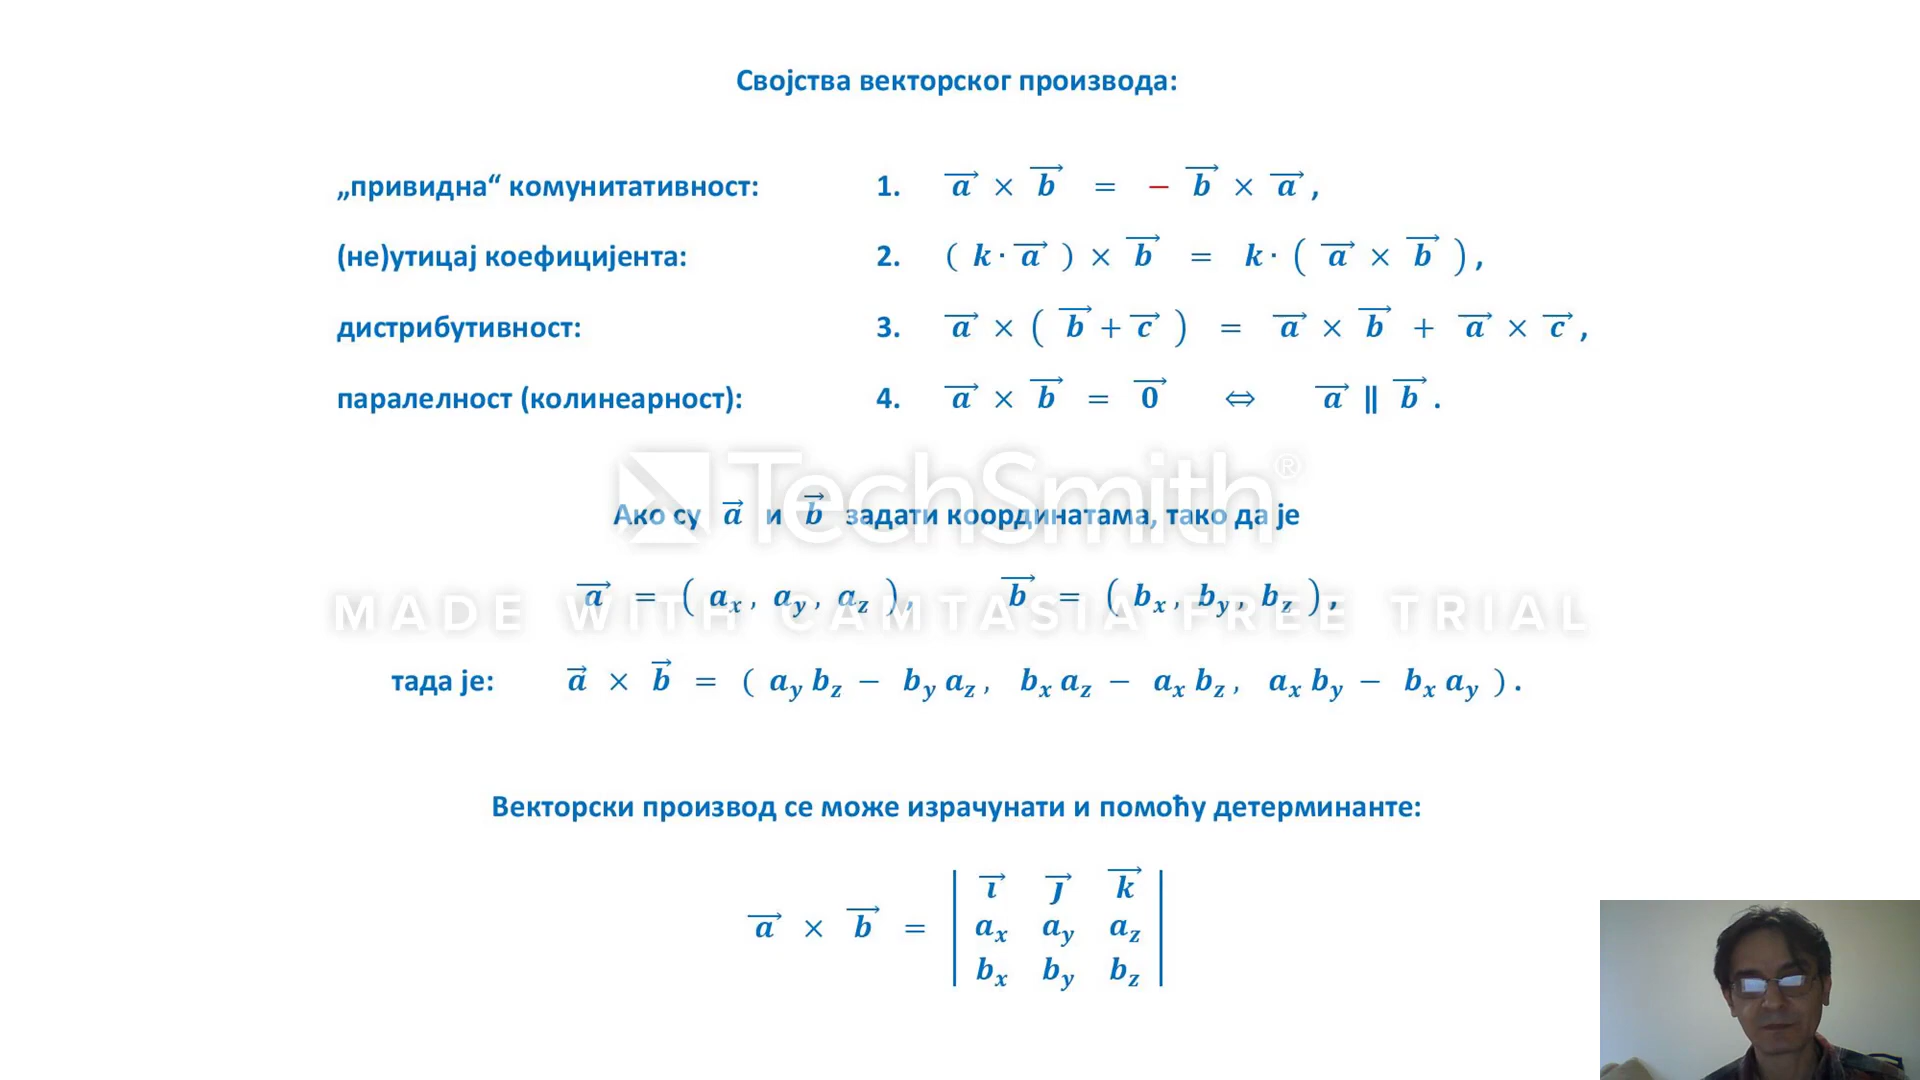 Својства векторског производа:
„привидна“ комунитативност: 1. a⃗ × b⃗ = − b⃗ × a⃗ ,
(не)утицај коефицијента: 2. ( k · a⃗ ) × b⃗ = k · ( a⃗ × b⃗ ) ,
дистрибутивност: 3. a⃗ × ( b⃗ + c⃗ ) = a⃗ × b⃗ + a⃗ × c⃗ ,
паралелност (колинеарност): 4. a⃗ × b⃗ = 0⃗ ⇔ a⃗ ∥ b⃗ .
TechSmith®
Ако су a⃗ и b⃗ задати координатама, тако да је
a⃗ = ( aₓ , a_y , a_z ) , b⃗ = ( bₓ , b_y , b_z ) ,
MADE WITH CAMTASIA FREE TRIAL
тада је: a⃗ × b⃗ = ( a_y b_z − b_y a_z , bₓ a_z − aₓ b_z , aₓ b_y − bₓ a_y ) .
Векторски производ се може израчунати и помоћу детерминанте:
ı⃗ ȷ⃗ k⃗
a⃗ × b⃗ = | aₓ a_y a_z |
bₓ b_y b_z